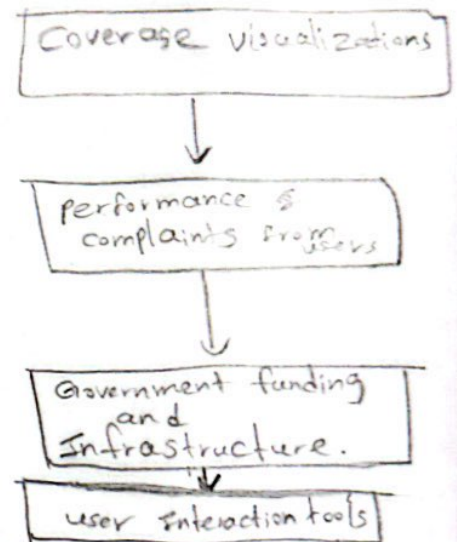 Coverage visualizations
performance &
complaints from
users
Government funding
and
Infrastructure.
user Interaction tools